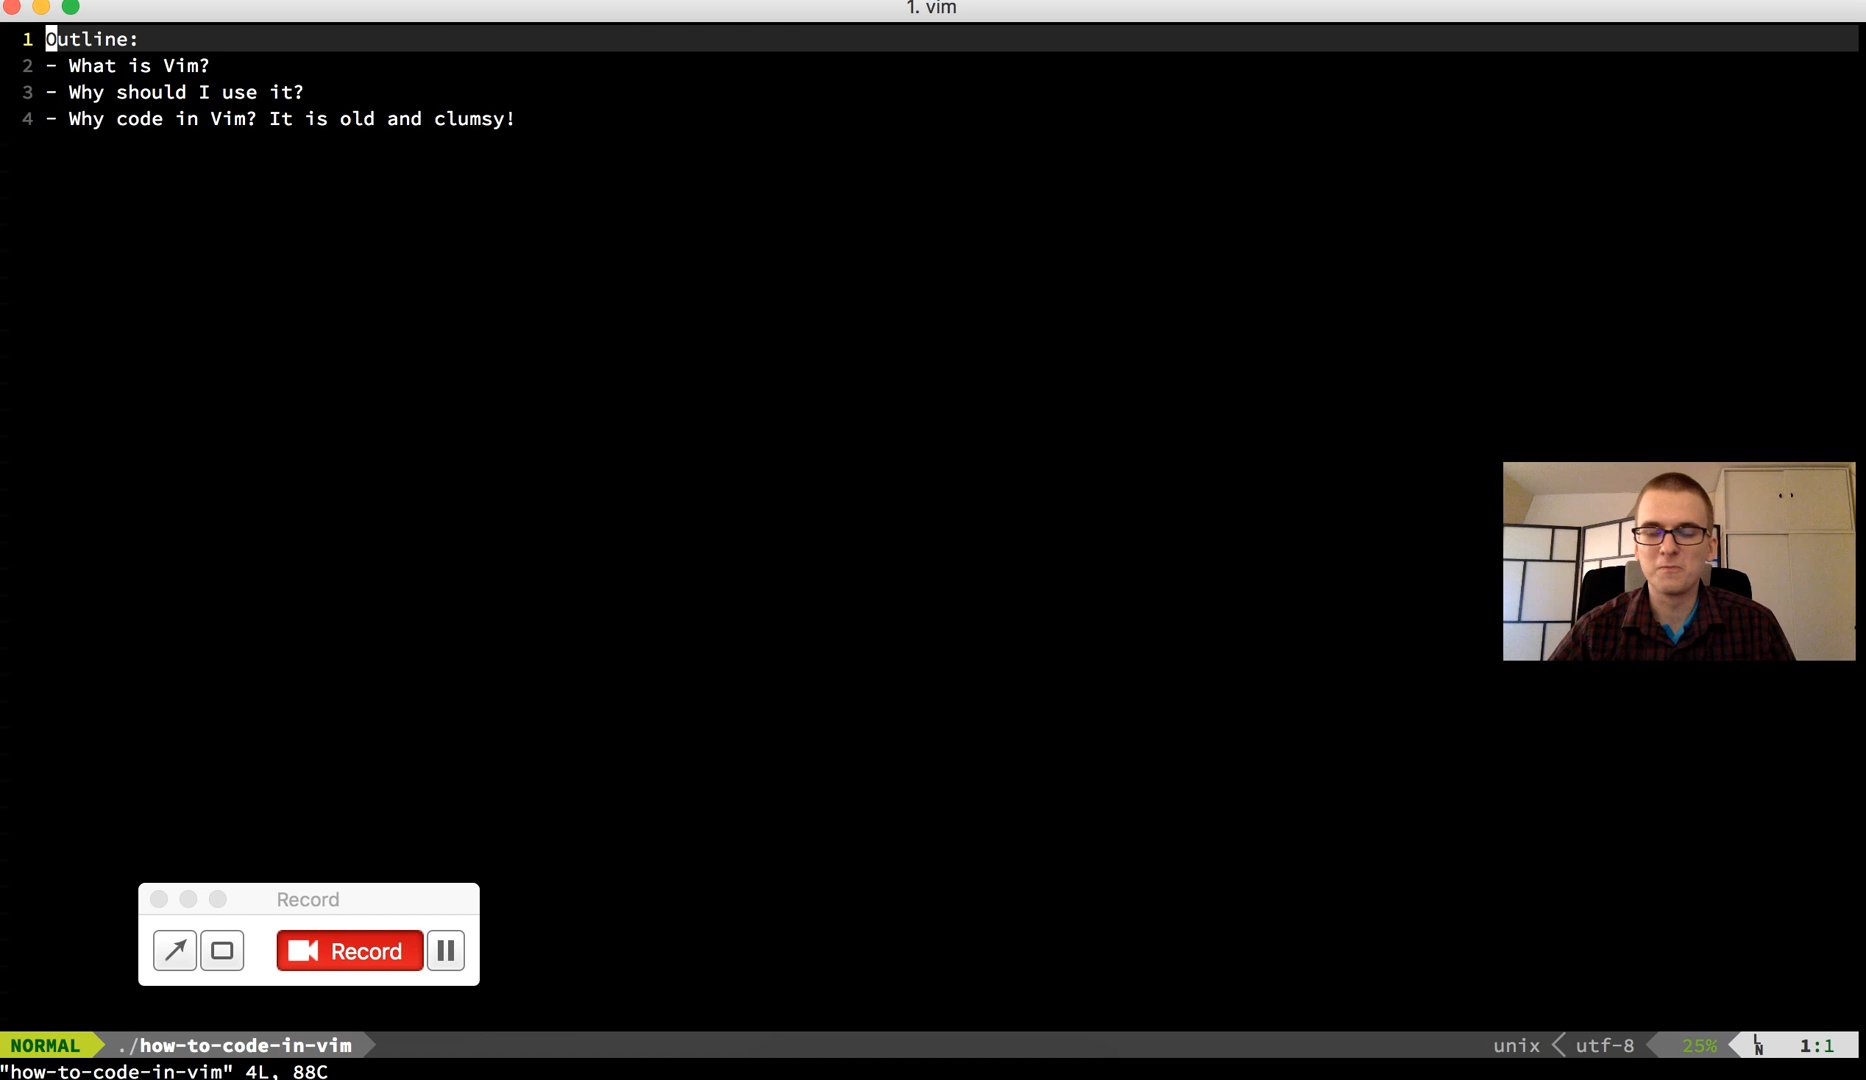 1. vim
1 Outline:
2 - What is Vim?
3 - Why should I use it?
4 - Why code in Vim? It is old and clumsy!
Record
Record
NORMAL ./how-to-code-in-vim unix utf-8 25% LN 1:1
"how-to-code-in-vim" 4L, 88C